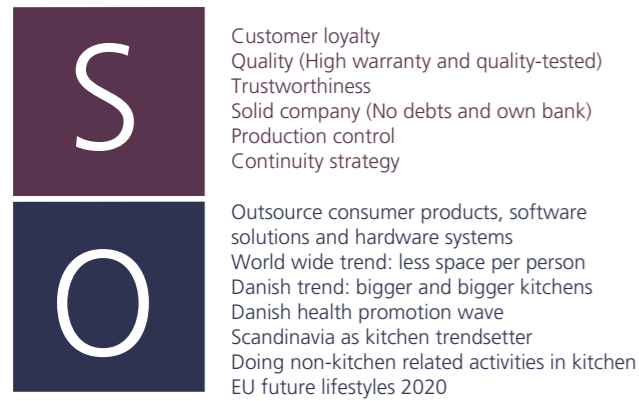 S
Customer loyalty
Quality (High warranty and quality-tested)
Trustworthiness
Solid company (No debts and own bank)
Production control
Continuity strategy
O
Outsource consumer products, software
solutions and hardware systems
World wide trend: less space per person
Danish trend: bigger and bigger kitchens
Danish health promotion wave
Scandinavia as kitchen trendsetter
Doing non-kitchen related activities in kitchen
EU future lifestyles 2020